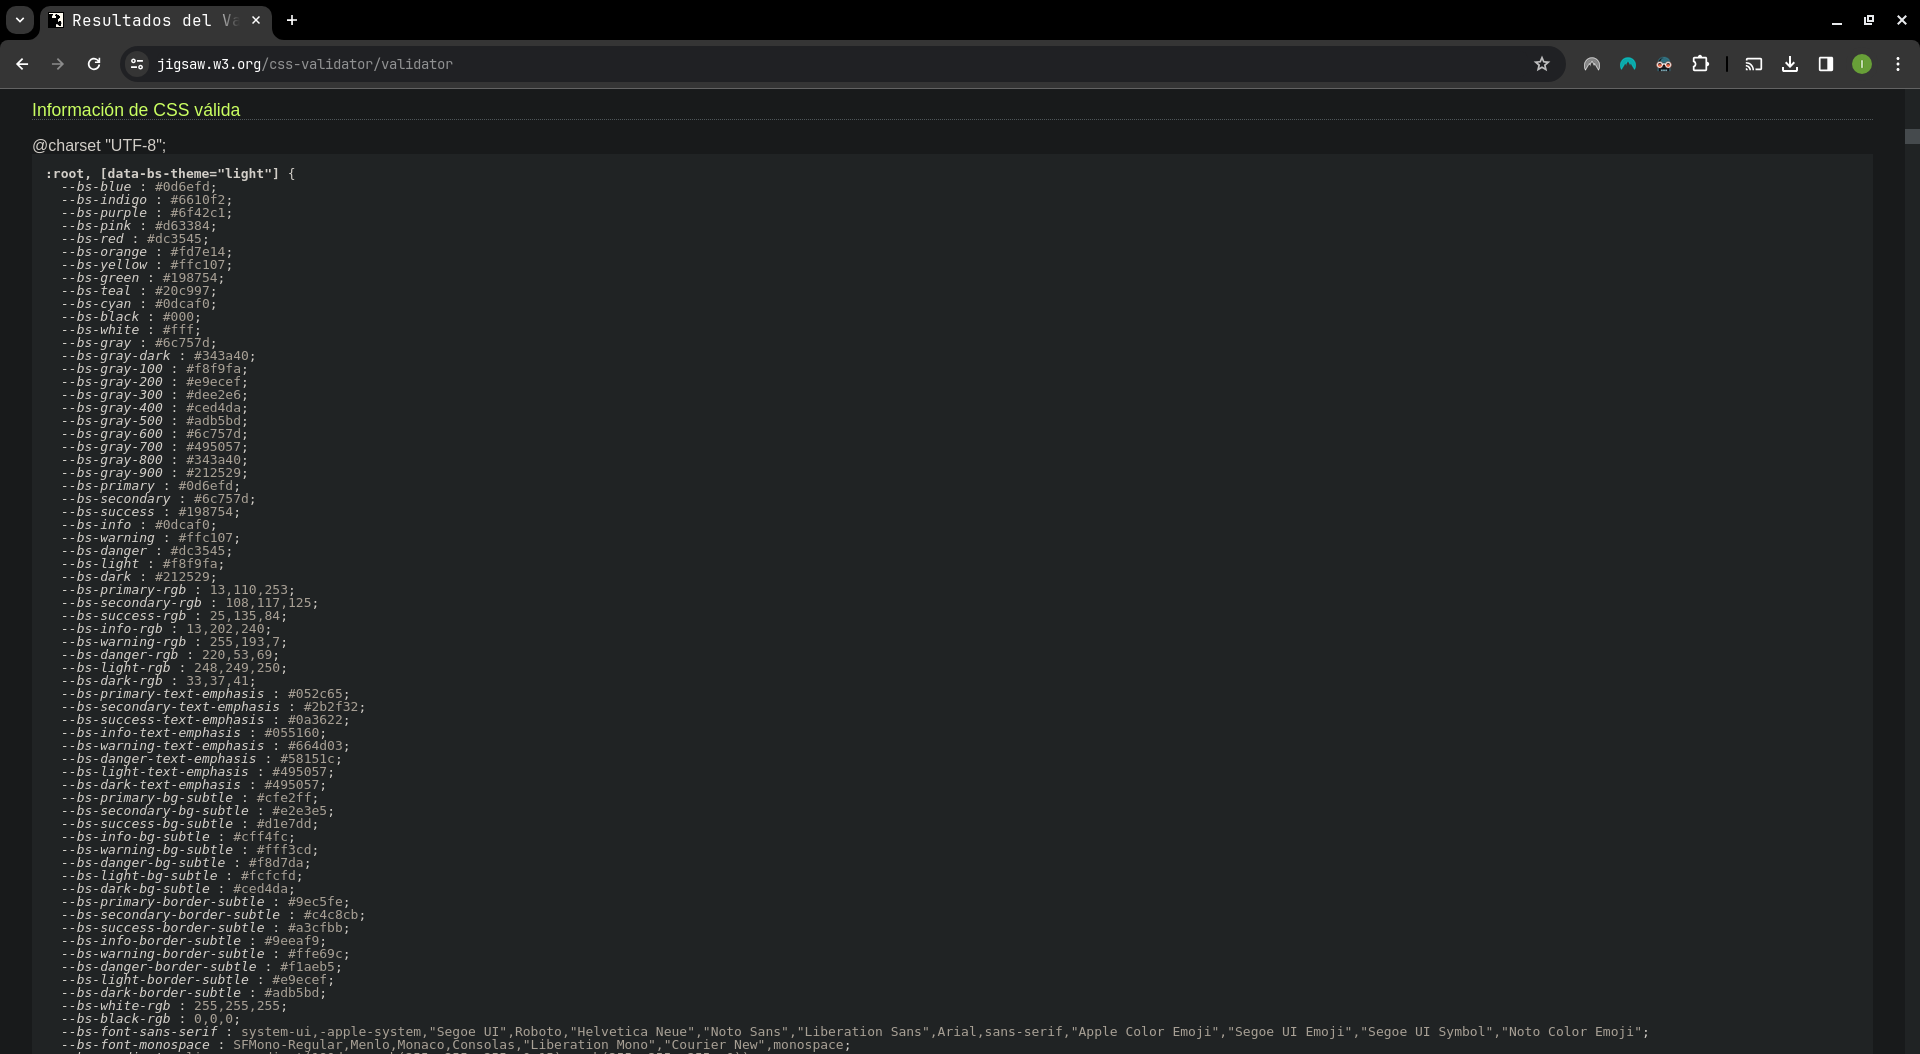 Resultados del Va
jigsaw.w3.org/css-validator/validator
Información de CSS válida
@charset "UTF-8";
:root, [data-bs-theme="light"] {
--bs-blue : #0d6efd;
--bs-indigo : #6610f2;
--bs-purple : #6f42c1;
--bs-pink : #d63384;
--bs-red : #dc3545;
--bs-orange : #fd7e14;
--bs-yellow : #ffc107;
--bs-green : #198754;
--bs-teal : #20c997;
--bs-cyan : #0dcaf0;
--bs-black : #000;
--bs-white : #fff;
--bs-gray : #6c757d;
--bs-gray-dark : #343a40;
--bs-gray-100 : #f8f9fa;
--bs-gray-200 : #e9ecef;
--bs-gray-300 : #dee2e6;
--bs-gray-400 : #ced4da;
--bs-gray-500 : #adb5bd;
--bs-gray-600 : #6c757d;
--bs-gray-700 : #495057;
--bs-gray-800 : #343a40;
--bs-gray-900 : #212529;
--bs-primary : #0d6efd;
--bs-secondary : #6c757d;
--bs-success : #198754;
--bs-info : #0dcaf0;
--bs-warning : #ffc107;
--bs-danger : #dc3545;
--bs-light : #f8f9fa;
--bs-dark : #212529;
--bs-primary-rgb : 13,110,253;
--bs-secondary-rgb : 108,117,125;
--bs-success-rgb : 25,135,84;
--bs-info-rgb : 13,202,240;
--bs-warning-rgb : 255,193,7;
--bs-danger-rgb : 220,53,69;
--bs-light-rgb : 248,249,250;
--bs-dark-rgb : 33,37,41;
--bs-primary-text-emphasis : #052c65;
--bs-secondary-text-emphasis : #2b2f32;
--bs-success-text-emphasis : #0a3622;
--bs-info-text-emphasis : #055160;
--bs-warning-text-emphasis : #664d03;
--bs-danger-text-emphasis : #58151c;
--bs-light-text-emphasis : #495057;
--bs-dark-text-emphasis : #495057;
--bs-primary-bg-subtle : #cfe2ff;
--bs-secondary-bg-subtle : #e2e3e5;
--bs-success-bg-subtle : #d1e7dd;
--bs-info-bg-subtle : #cff4fc;
--bs-warning-bg-subtle : #fff3cd;
--bs-danger-bg-subtle : #f8d7da;
--bs-light-bg-subtle : #fcfcfd;
--bs-dark-bg-subtle : #ced4da;
--bs-primary-border-subtle : #9ec5fe;
--bs-secondary-border-subtle : #c4c8cb;
--bs-success-border-subtle : #a3cfbb;
--bs-info-border-subtle : #9eeaf9;
--bs-warning-border-subtle : #ffe69c;
--bs-danger-border-subtle : #f1aeb5;
--bs-light-border-subtle : #e9ecef;
--bs-dark-border-subtle : #adb5bd;
--bs-white-rgb : 255,255,255;
--bs-black-rgb : 0,0,0;
--bs-font-sans-serif : system-ui,-apple-system,"Segoe UI",Roboto,"Helvetica Neue","Noto Sans","Liberation Sans",Arial,sans-serif,"Apple Color Emoji","Segoe UI Emoji","Segoe UI Symbol","Noto Color Emoji";
--bs-font-monospace : SFMono-Regular,Menlo,Monaco,Consolas,"Liberation Mono","Courier New",monospace;